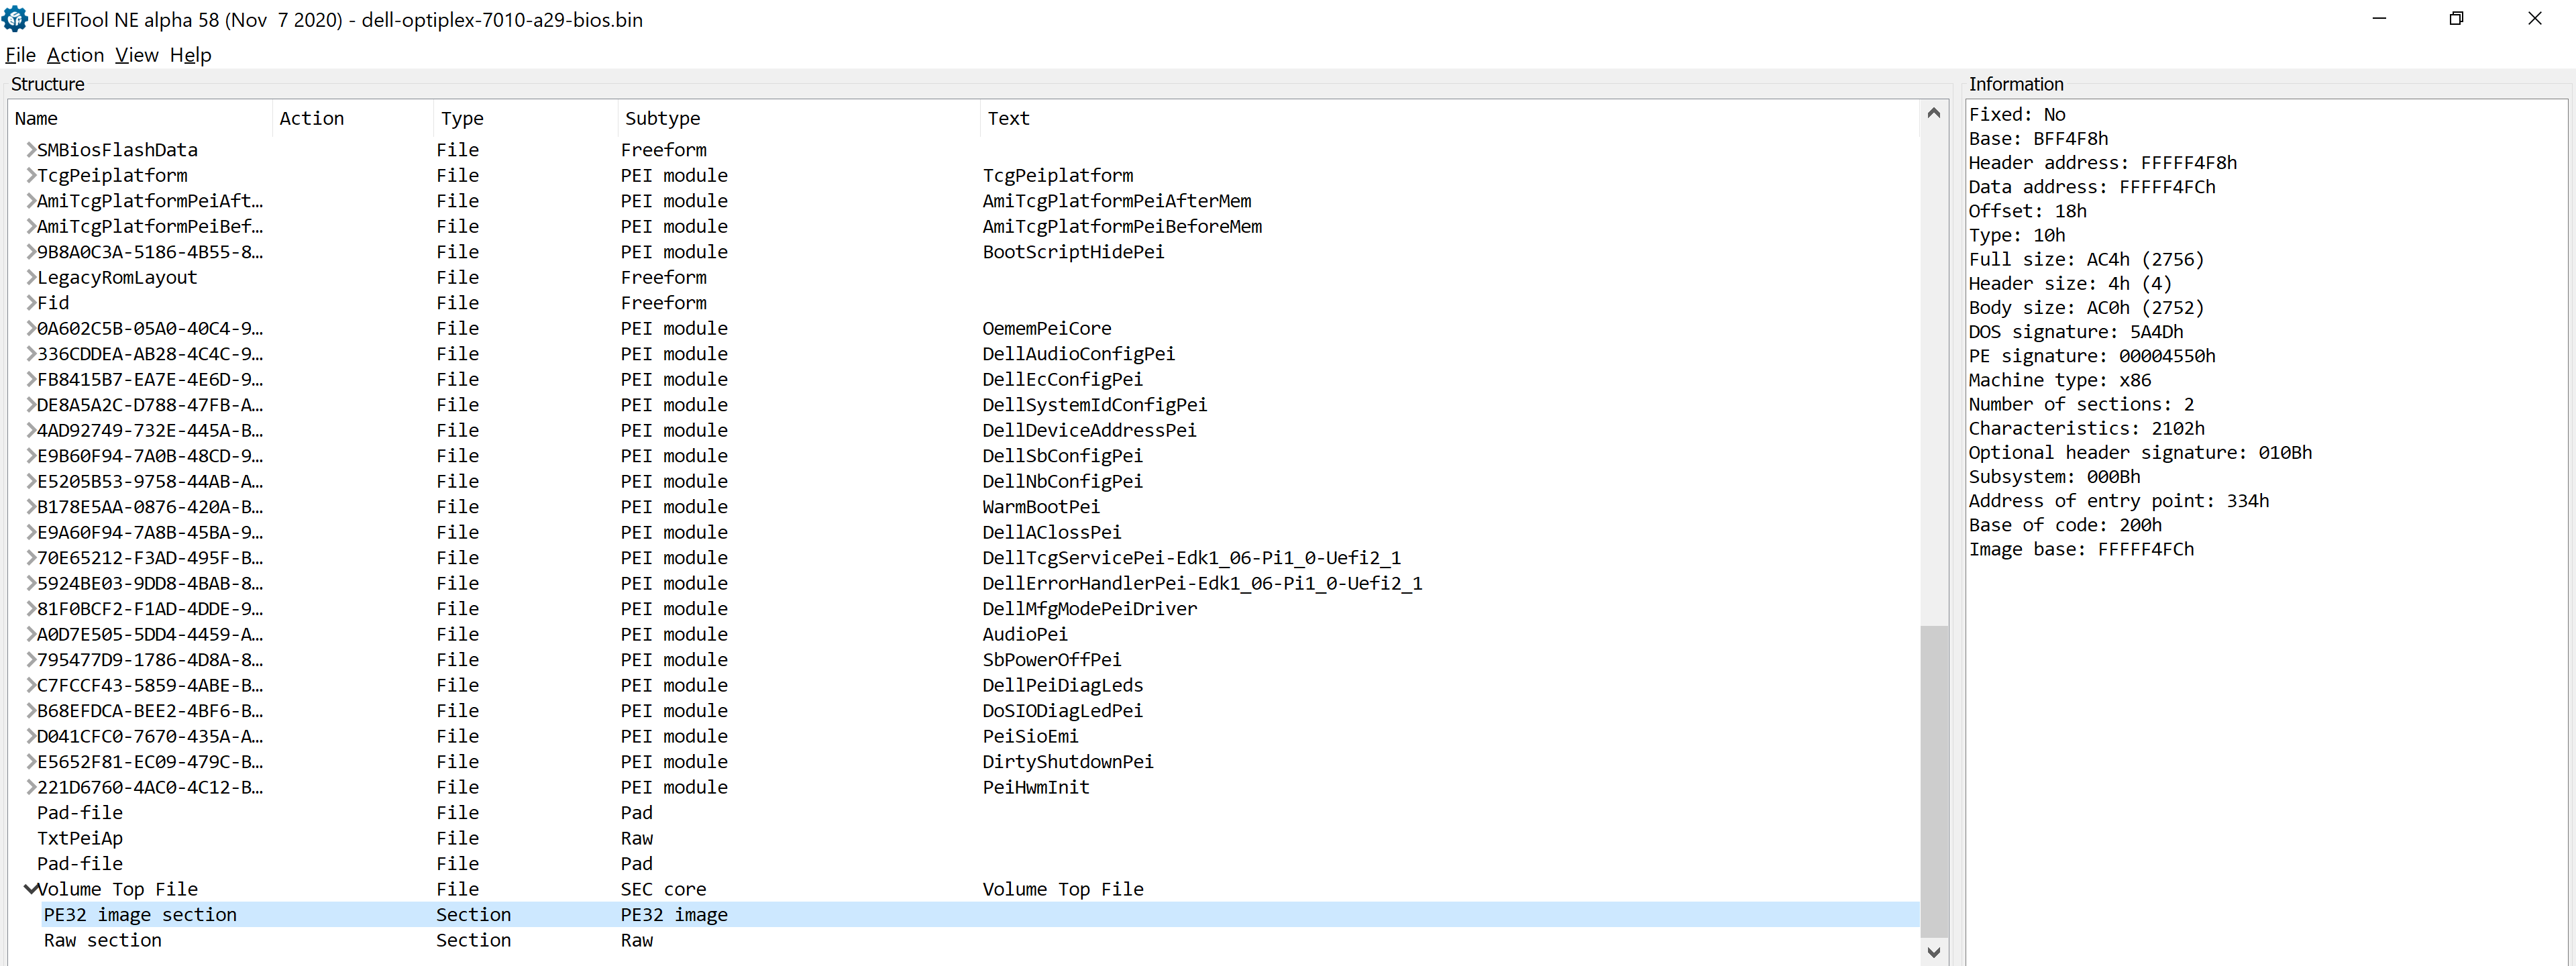 UEFITool NE alpha 58 (Nov  7 2020) - dell-optiplex-7010-a29-bios.bin
File Action View Help
Structure
Name Action Type Subtype Text
SMBiosFlashData File Freeform
TcgPeiplatform File PEI module TcgPeiplatform
AmiTcgPlatformPeiAft… File PEI module AmiTcgPlatformPeiAfterMem
AmiTcgPlatformPeiBef… File PEI module AmiTcgPlatformPeiBeforeMem
9B8A0C3A-5186-4B55-8… File PEI module BootScriptHidePei
LegacyRomLayout File Freeform
Fid File Freeform
0A602C5B-05A0-40C4-9… File PEI module OememPeiCore
336CDDEA-AB28-4C4C-9… File PEI module DellAudioConfigPei
FB8415B7-EA7E-4E6D-9… File PEI module DellEcConfigPei
DE8A5A2C-D788-47FB-A… File PEI module DellSystemIdConfigPei
4AD92749-732E-445A-B… File PEI module DellDeviceAddressPei
E9B60F94-7A0B-48CD-9… File PEI module DellSbConfigPei
E5205B53-9758-44AB-A… File PEI module DellNbConfigPei
B178E5AA-0876-420A-B… File PEI module WarmBootPei
E9A60F94-7A8B-45BA-9… File PEI module DellAClossPei
70E65212-F3AD-495F-B… File PEI module DellTcgServicePei-Edk1_06-Pi1_0-Uefi2_1
5924BE03-9DD8-4BAB-8… File PEI module DellErrorHandlerPei-Edk1_06-Pi1_0-Uefi2_1
81F0BCF2-F1AD-4DDE-9… File PEI module DellMfgModePeiDriver
A0D7E505-5DD4-4459-A… File PEI module AudioPei
795477D9-1786-4D8A-8… File PEI module SbPowerOffPei
C7FCCF43-5859-4ABE-B… File PEI module DellPeiDiagLeds
B68EFDCA-BEE2-4BF6-B… File PEI module DoSIODiagLedPei
D041CFC0-7670-435A-A… File PEI module PeiSioEmi
E5652F81-EC09-479C-B… File PEI module DirtyShutdownPei
221D6760-4AC0-4C12-B… File PEI module PeiHwmInit
Pad-file File Pad
TxtPeiAp File Raw
Pad-file File Pad
Volume Top File File SEC core Volume Top File
PE32 image section Section PE32 image
Raw section Section Raw
Information
Fixed: No
Base: BFF4F8h
Header address: FFFFF4F8h
Data address: FFFFF4FCh
Offset: 18h
Type: 10h
Full size: AC4h (2756)
Header size: 4h (4)
Body size: AC0h (2752)
DOS signature: 5A4Dh
PE signature: 00004550h
Machine type: x86
Number of sections: 2
Characteristics: 2102h
Optional header signature: 010Bh
Subsystem: 000Bh
Address of entry point: 334h
Base of code: 200h
Image base: FFFFF4FCh